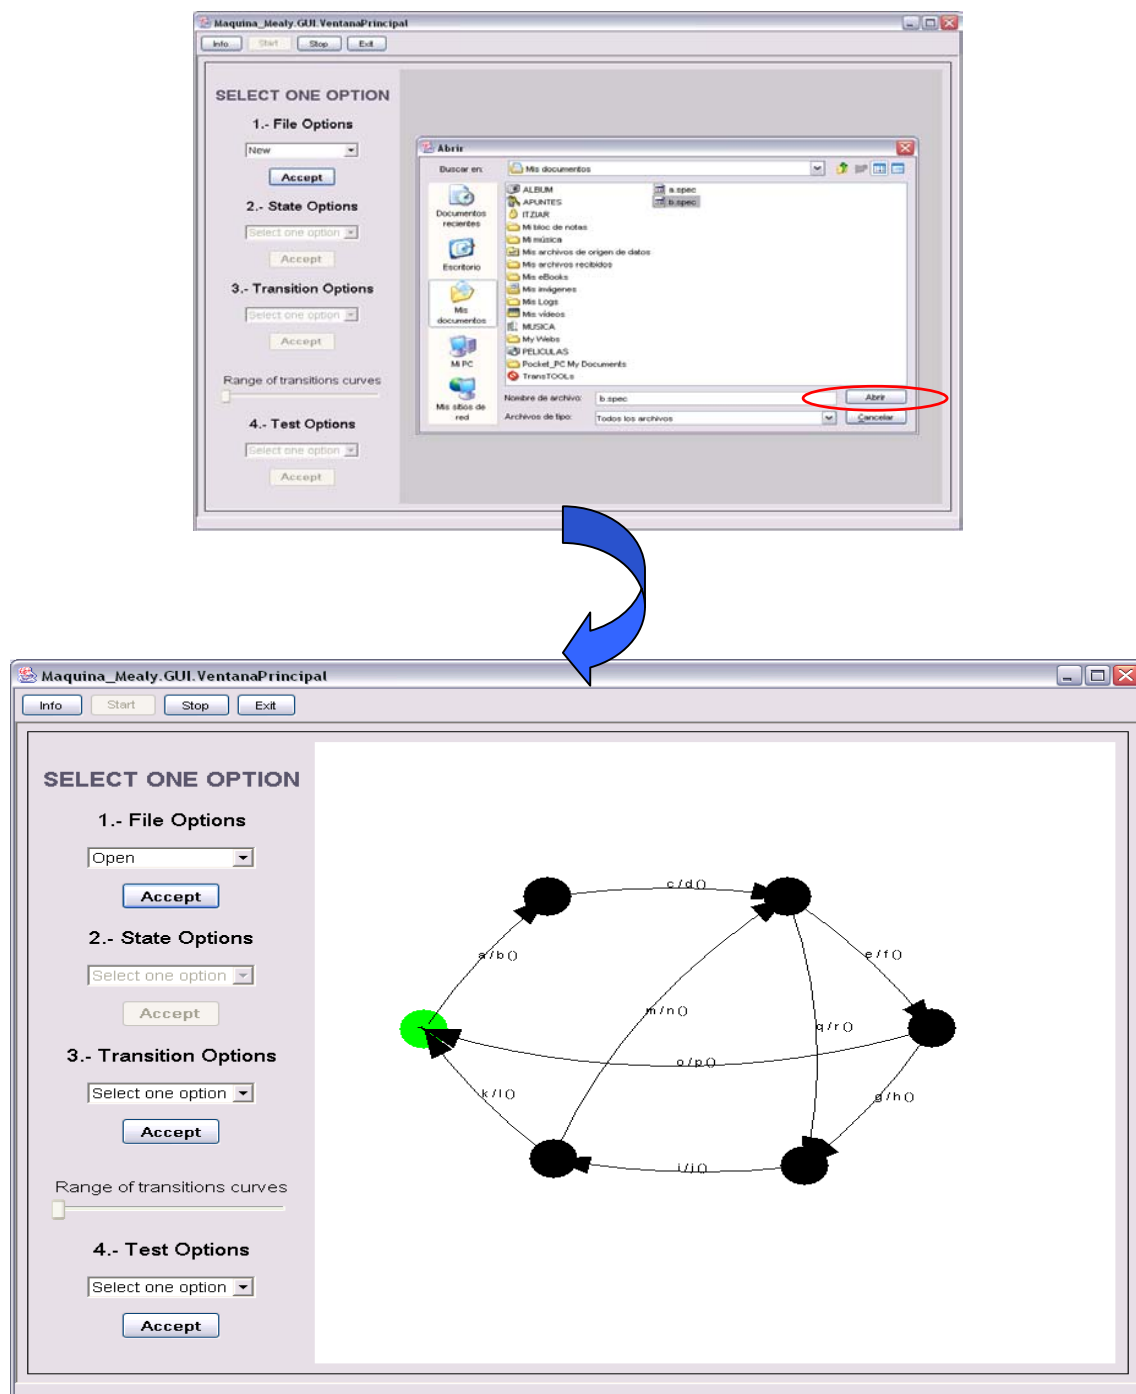 Maquina_Mealy.GUI.VentanaPrincipal
Info Start Stop Exit
SELECT ONE OPTION
1.- File Options
New
Accept
2.- State Options
Select one option
Accept
3.- Transition Options
Select one option
Accept
Range of transitions curves
4.- Test Options
Select one option
Accept
Abrir
Buscar en: Mis documentos
Documentos recientes
Escritorio
Mis documentos
Mi PC
Mis sitios de red
ALBUM
APUNTES
ITZIAR
Mi bloc de notas
Mi música
Mis archivos de origen de datos
Mis archivos recibidos
Mis eBooks
Mis imágenes
Mis Logs
Mis vídeos
MUSICA
My Webs
PELICULAS
Pocket_PC My Documents
TransTOOLs
a.spec
b.spec
Nombre de archivo: b.spec Abrir
Archivos de tipo: Todos los archivos Cancelar
Maquina_Mealy.GUI.VentanaPrincipal
Info Start Stop Exit
SELECT ONE OPTION
1.- File Options
Open
Accept
2.- State Options
Select one option
Accept
3.- Transition Options
Select one option
Accept
Range of transitions curves
4.- Test Options
Select one option
Accept
c/d()
a/b()
e/f()
m/n()
q/r()
o/p()
k/l()
g/h()
i/j()